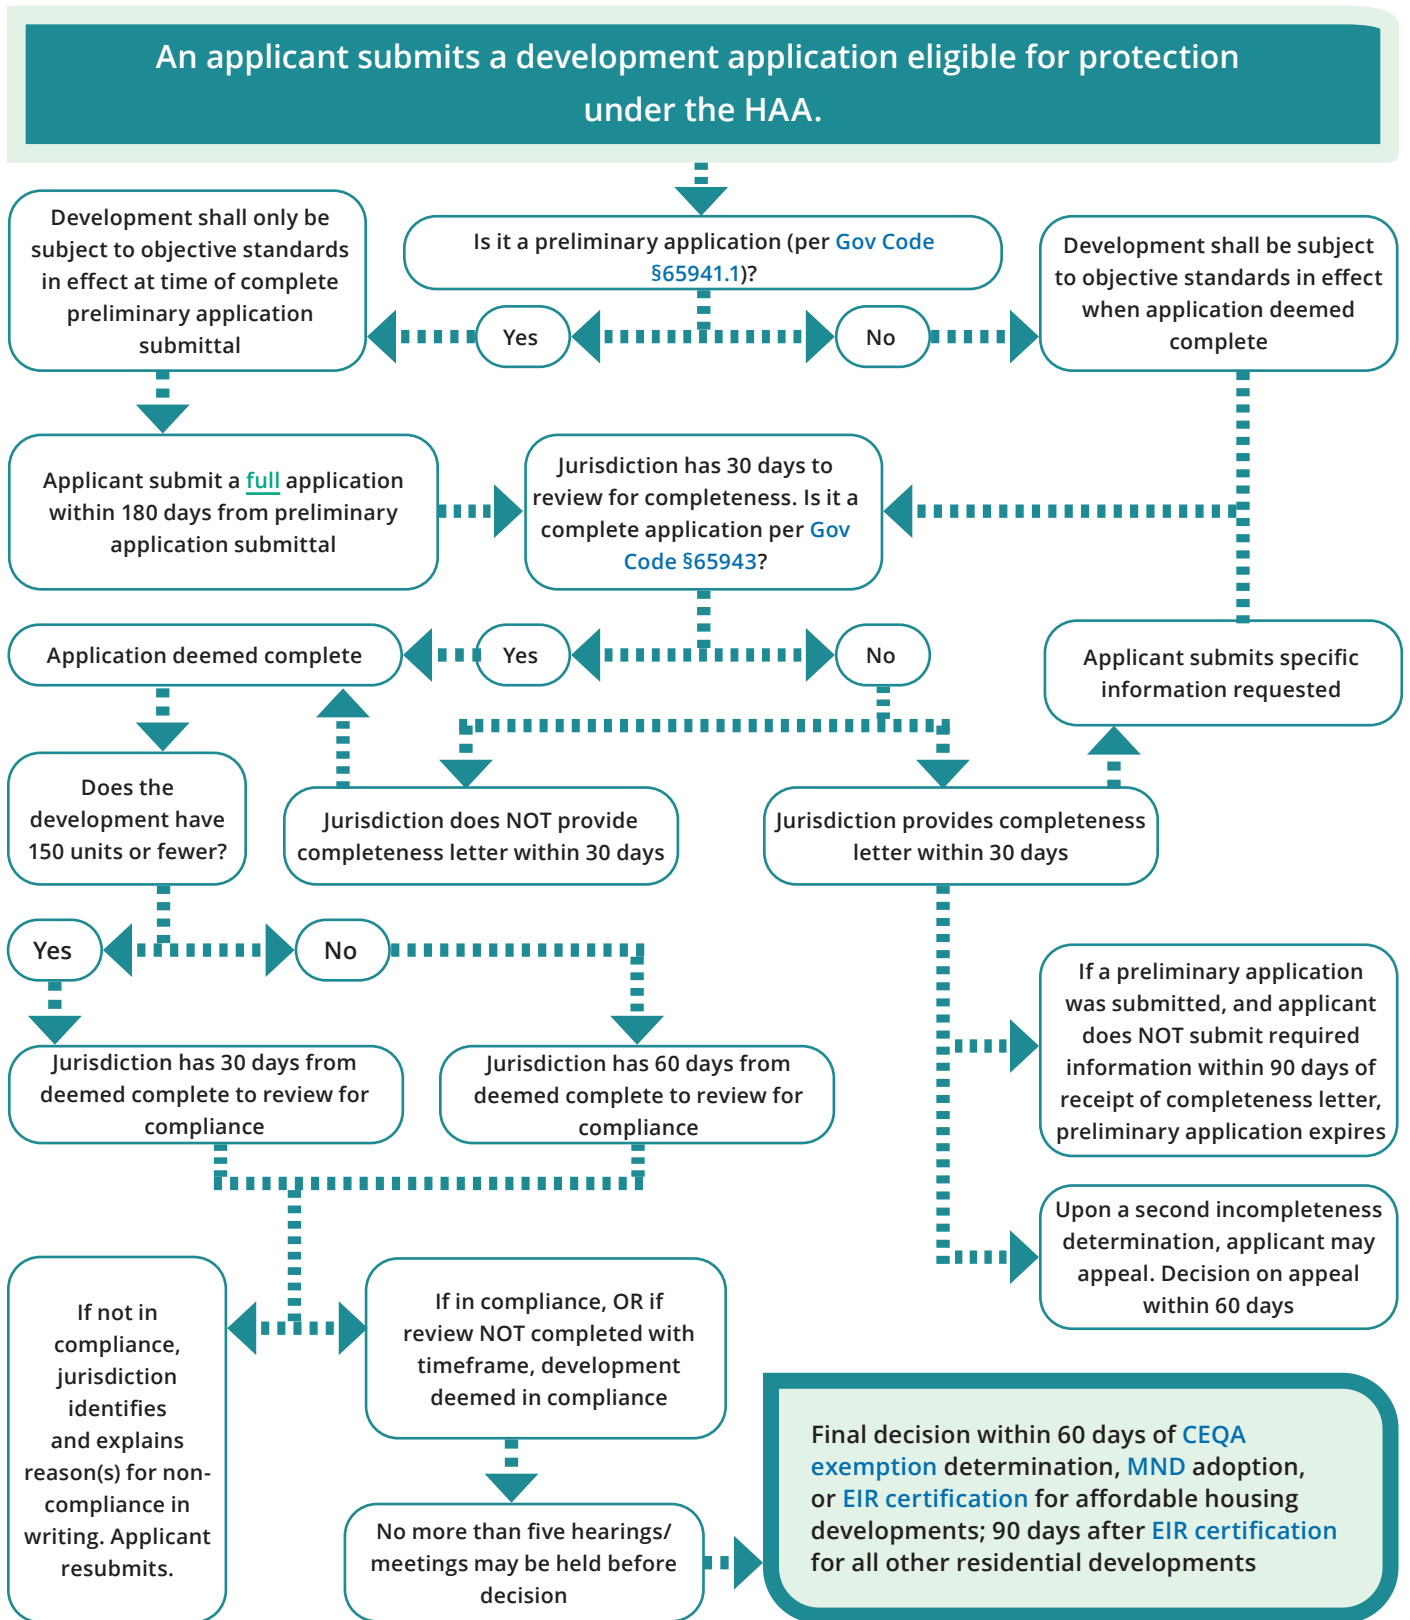 An applicant submits a development application eligible for protection
under the HAA.
Development shall only be
subject to objective standards
in effect at time of complete
preliminary application
submittal
Is it a preliminary application (per Gov Code
§65941.1)?
Development shall be subject
to objective standards in effect
when application deemed
complete
Yes
No
Applicant submit a full application
within 180 days from preliminary
application submittal
Jurisdiction has 30 days to
review for completeness. Is it a
complete application per Gov
Code §65943?
Application deemed complete
Yes
No
Applicant submits specific
information requested
Does the
development have
150 units or fewer?
Jurisdiction does NOT provide
completeness letter within 30 days
Jurisdiction provides completeness
letter within 30 days
Yes
No
If a preliminary application
was submitted, and applicant
does NOT submit required
information within 90 days of
receipt of completeness letter,
preliminary application expires
Jurisdiction has 30 days from
deemed complete to review for
compliance
Jurisdiction has 60 days from
deemed complete to review for
compliance
Upon a second incompleteness
determination, applicant may
appeal. Decision on appeal
within 60 days
If not in
compliance,
jurisdiction
identifies
and explains
reason(s) for non-
compliance in
writing. Applicant
resubmits.
If in compliance, OR if
review NOT completed with
timeframe, development
deemed in compliance
No more than five hearings/
meetings may be held before
decision
Final decision within 60 days of CEQA
exemption determination, MND adoption,
or EIR certification for affordable housing
developments; 90 days after EIR certification
for all other residential developments